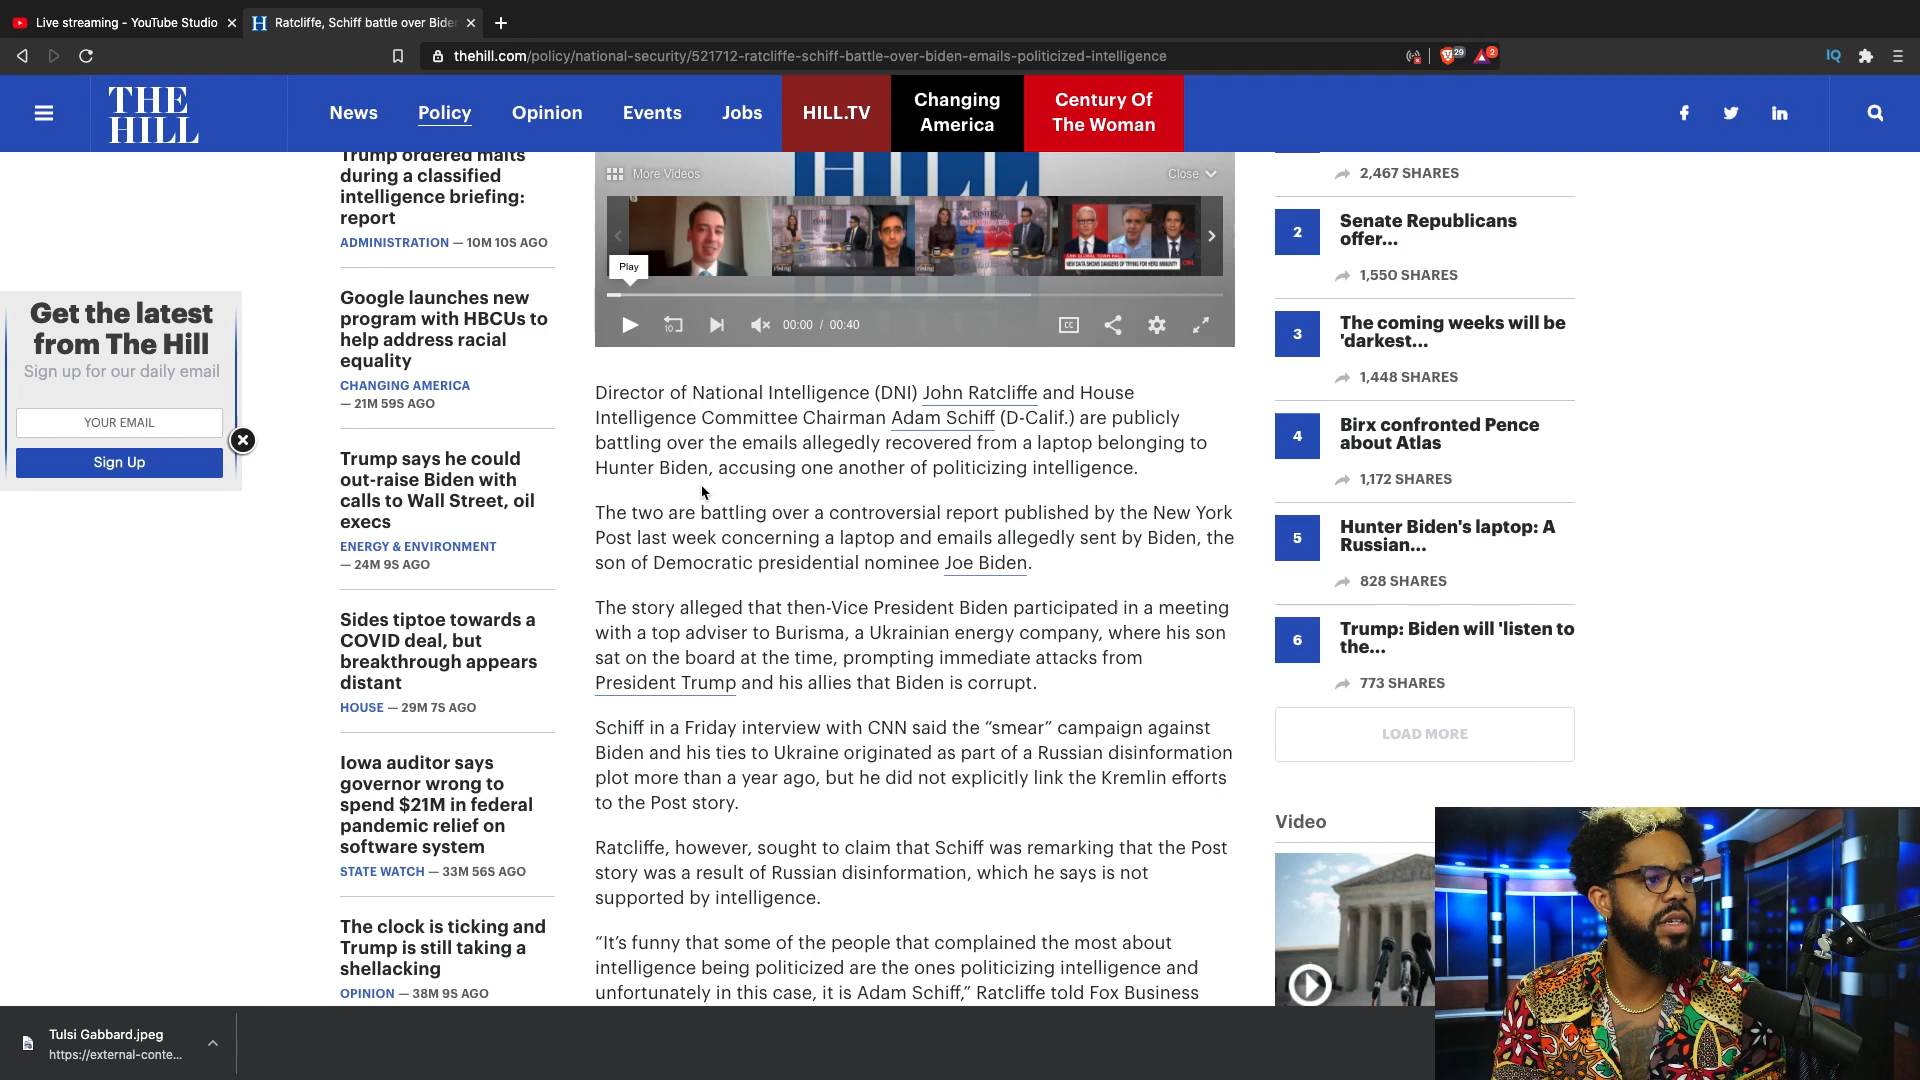 Live streaming - YouTube Studio
Ratcliffe, Schiff battle over Bide
thehill.com/policy/national-security/521712-ratcliffe-schiff-battle-over-biden-emails-politicized-intelligence
29
2
IQ
THE
HILL
News
Policy
Opinion
Events
Jobs
HILL.TV
Changing
America
Century Of
The Woman
Get the latest
from The Hill
Sign up for our daily email
YOUR EMAIL
Sign Up
Trump ordered malts
during a classified
intelligence briefing:
report
ADMINISTRATION — 10M 10S AGO
Google launches new
program with HBCUs to
help address racial
equality
CHANGING AMERICA
— 21M 59S AGO
Trump says he could
out-raise Biden with
calls to Wall Street, oil
execs
ENERGY & ENVIRONMENT
— 24M 9S AGO
Sides tiptoe towards a
COVID deal, but
breakthrough appears
distant
HOUSE — 29M 7S AGO
Iowa auditor says
governor wrong to
spend $21M in federal
pandemic relief on
software system
STATE WATCH — 33M 56S AGO
The clock is ticking and
Trump is still taking a
shellacking
OPINION — 38M 9S AGO
More Videos
Close
rising
rising
CNN GLOBAL TOWN HALL
NEW DATA SHOWS DANGERS OF TRYING FOR HERD IMMUNITY
Play
10
00:00 / 00:40
CC
Director of National Intelligence (DNI) John Ratcliffe and House
Intelligence Committee Chairman Adam Schiff (D-Calif.) are publicly
battling over the emails allegedly recovered from a laptop belonging to
Hunter Biden, accusing one another of politicizing intelligence.
The two are battling over a controversial report published by the New York
Post last week concerning a laptop and emails allegedly sent by Biden, the
son of Democratic presidential nominee Joe Biden.
The story alleged that then-Vice President Biden participated in a meeting
with a top adviser to Burisma, a Ukrainian energy company, where his son
sat on the board at the time, prompting immediate attacks from
President Trump and his allies that Biden is corrupt.
Schiff in a Friday interview with CNN said the “smear” campaign against
Biden and his ties to Ukraine originated as part of a Russian disinformation
plot more than a year ago, but he did not explicitly link the Kremlin efforts
to the Post story.
Ratcliffe, however, sought to claim that Schiff was remarking that the Post
story was a result of Russian disinformation, which he says is not
supported by intelligence.
“It’s funny that some of the people that complained the most about
intelligence being politicized are the ones politicizing intelligence and
unfortunately in this case, it is Adam Schiff,” Ratcliffe told Fox Business
2,467 SHARES
2
Senate Republicans
offer...
1,550 SHARES
3
The coming weeks will be
'darkest...
1,448 SHARES
4
Birx confronted Pence
about Atlas
1,172 SHARES
5
Hunter Biden's laptop: A
Russian...
828 SHARES
6
Trump: Biden will 'listen to
the...
773 SHARES
LOAD MORE
Video
Tulsi Gabbard.jpeg
https://external-conte...